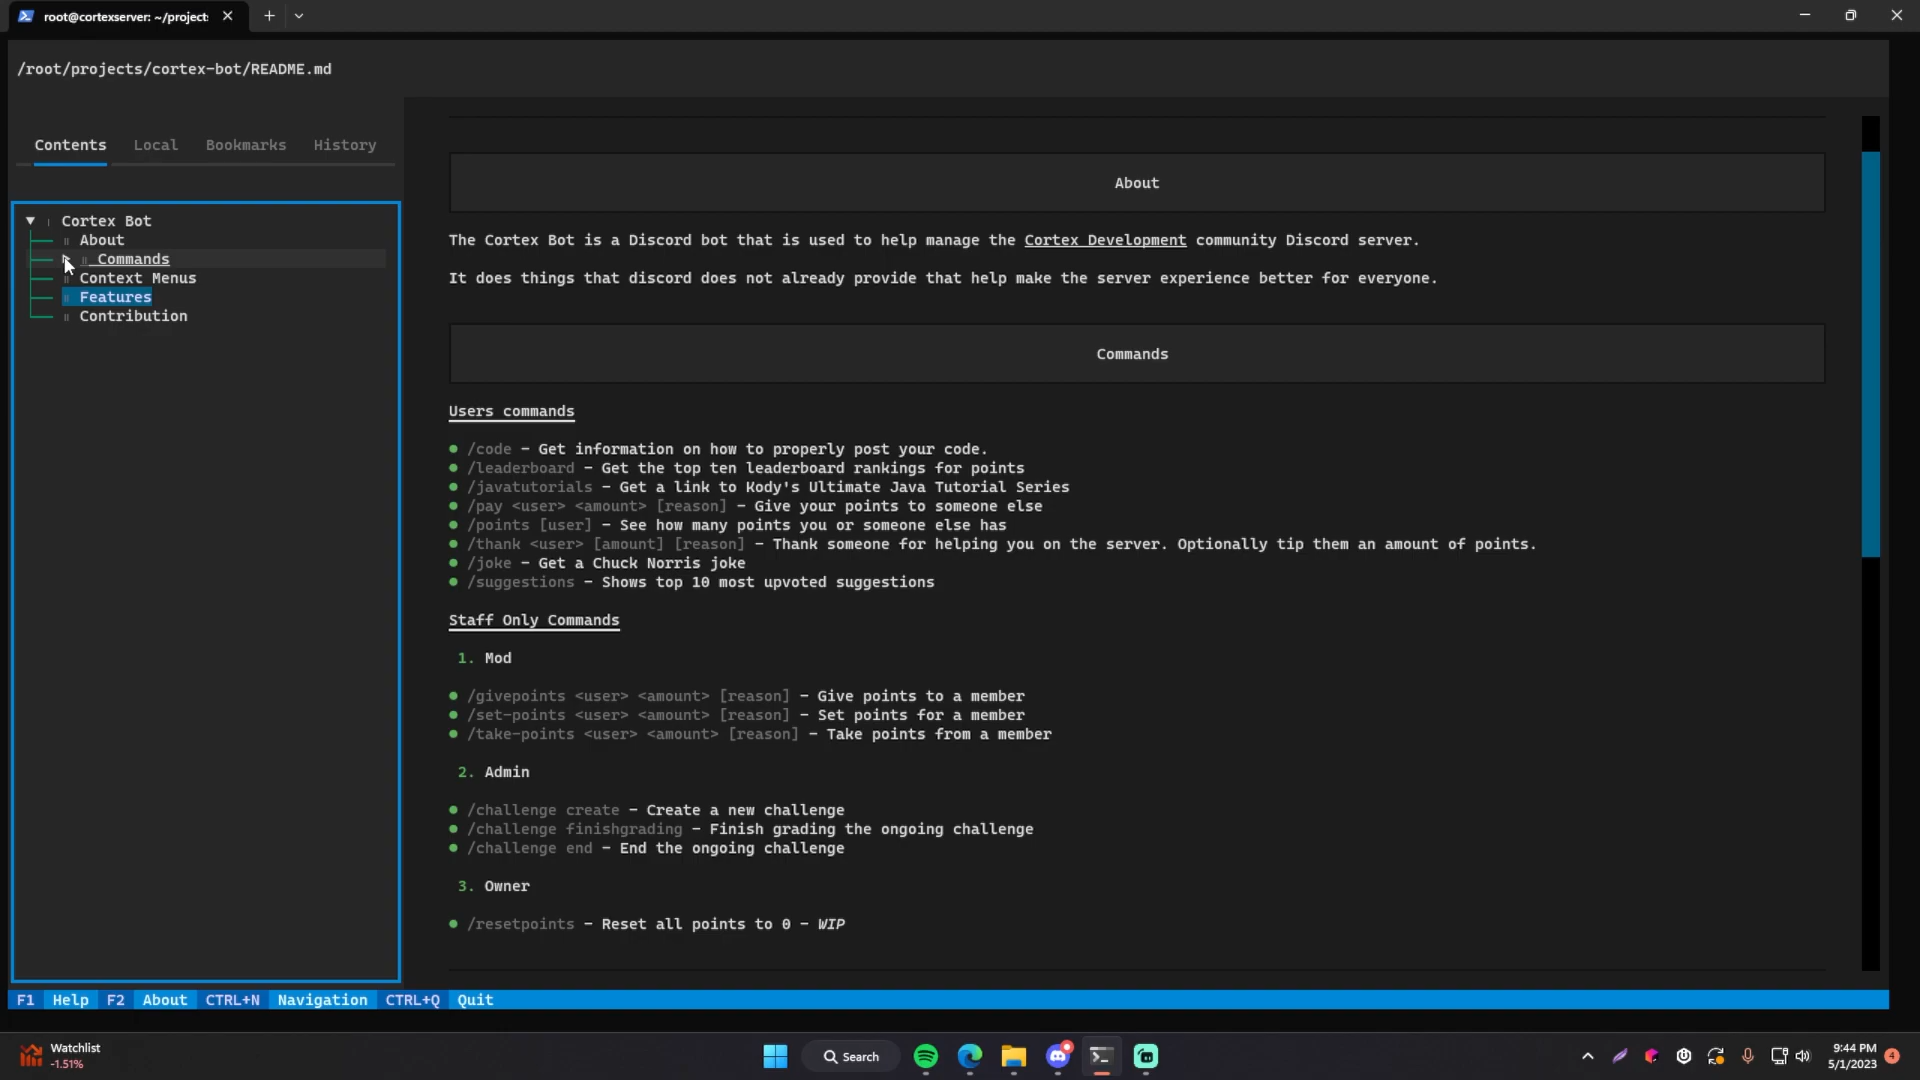 root@cortexserver: ~/project:
/root/projects/cortex-bot/README.md
Contents Local Bookmarks History
Cortex Bot
About
Commands
Context Menus
Features
Contribution
About
The Cortex Bot is a Discord bot that is used to help manage the Cortex Development community Discord server.
It does things that discord does not already provide that help make the server experience better for everyone.
Commands
Users commands
/code - Get information on how to properly post your code.
/leaderboard - Get the top ten leaderboard rankings for points
/javatutorials - Get a link to Kody's Ultimate Java Tutorial Series
/pay <user> <amount> [reason] - Give your points to someone else
/points [user] - See how many points you or someone else has
/thank <user> [amount] [reason] - Thank someone for helping you on the server. Optionally tip them an amount of points.
/joke - Get a Chuck Norris joke
/suggestions - Shows top 10 most upvoted suggestions
Staff Only Commands
1. Mod
/givepoints <user> <amount> [reason] - Give points to a member
/set-points <user> <amount> [reason] - Set points for a member
/take-points <user> <amount> [reason] - Take points from a member
2. Admin
/challenge create - Create a new challenge
/challenge finishgrading - Finish grading the ongoing challenge
/challenge end - End the ongoing challenge
3. Owner
/resetpoints - Reset all points to 0 - WIP
F1 Help F2 About CTRL+N Navigation CTRL+Q Quit
Watchlist
-1.51%
Search
9:44 PM
5/1/2023
4